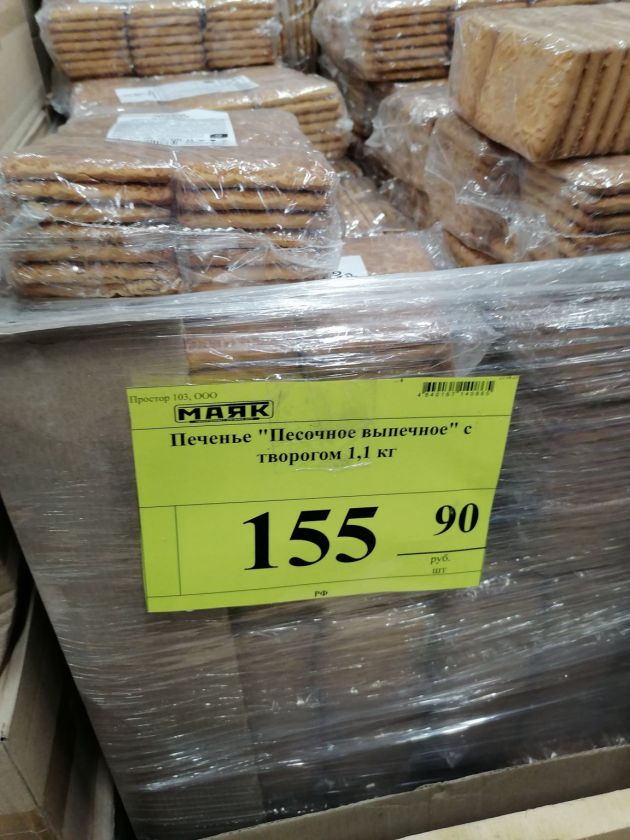 Простор 103, ООО
МАЯК
Печенье "Песочное выпечное" с
творогом 1,1 кг
155 90
руб.
шт
РФ